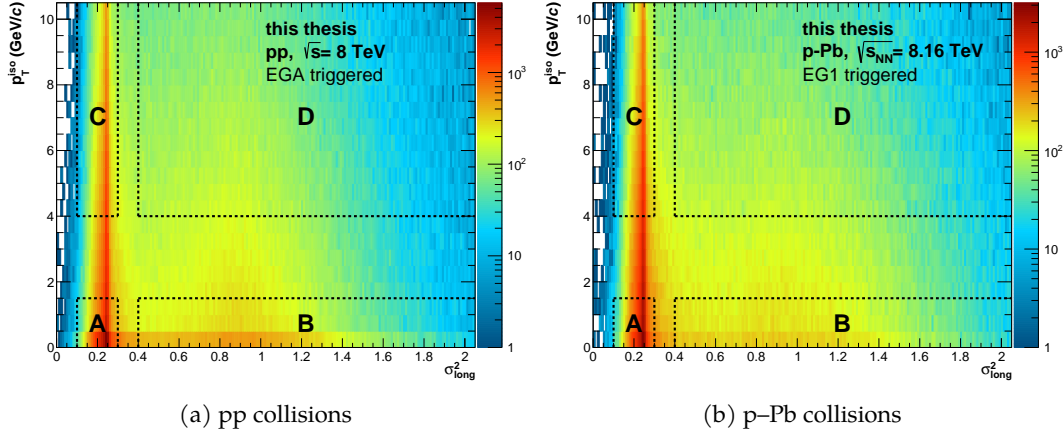 p_T^iso (GeV/c)
10
8
6
4
2
0
this thesis
pp, √s= 8 TeV
EGA triggered
C
D
A
B
0 0.2 0.4 0.6 0.8 1 1.2 1.4 1.6 1.8 2
σ²_long
10³
10²
10
1
(a) pp collisions
p_T^iso (GeV/c)
10
8
6
4
2
0
this thesis
p-Pb, √s_NN= 8.16 TeV
EG1 triggered
C
D
A
B
0 0.2 0.4 0.6 0.8 1 1.2 1.4 1.6 1.8 2
σ²_long
10³
10²
10
1
(b) p–Pb collisions